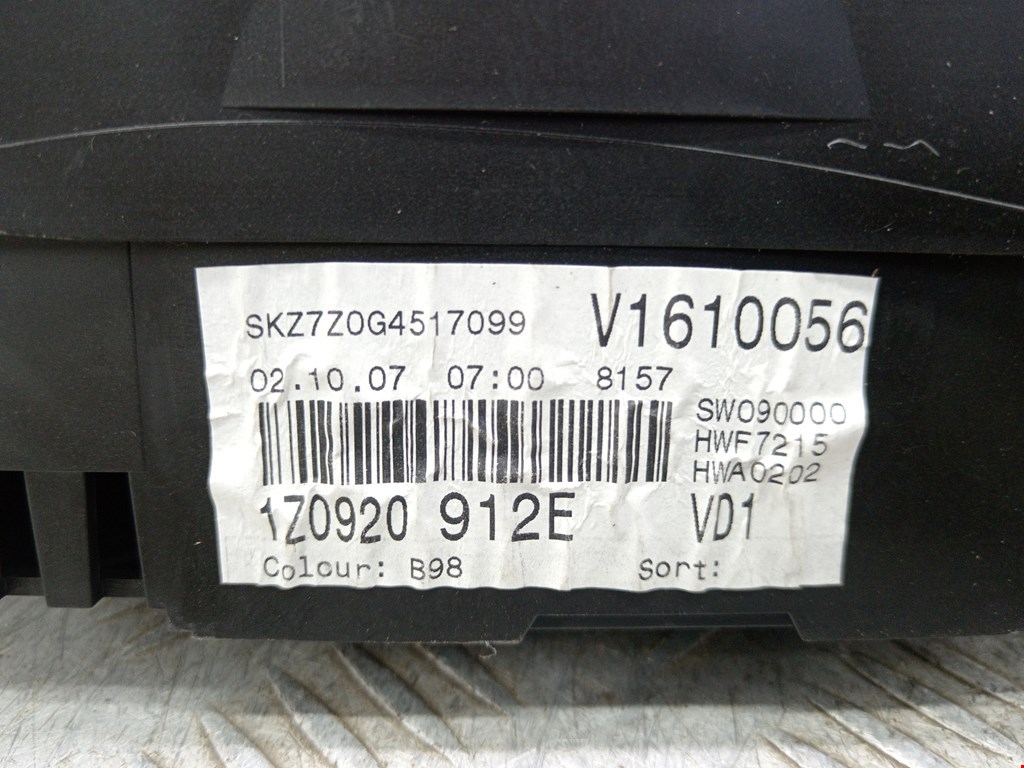 SKZ7Z0G4517099 V1610056
02.10.07 07:00 8157
SW090000
HWF7215
HWA0202
1Z0920 912E VD1
Colour: B98 Sort: